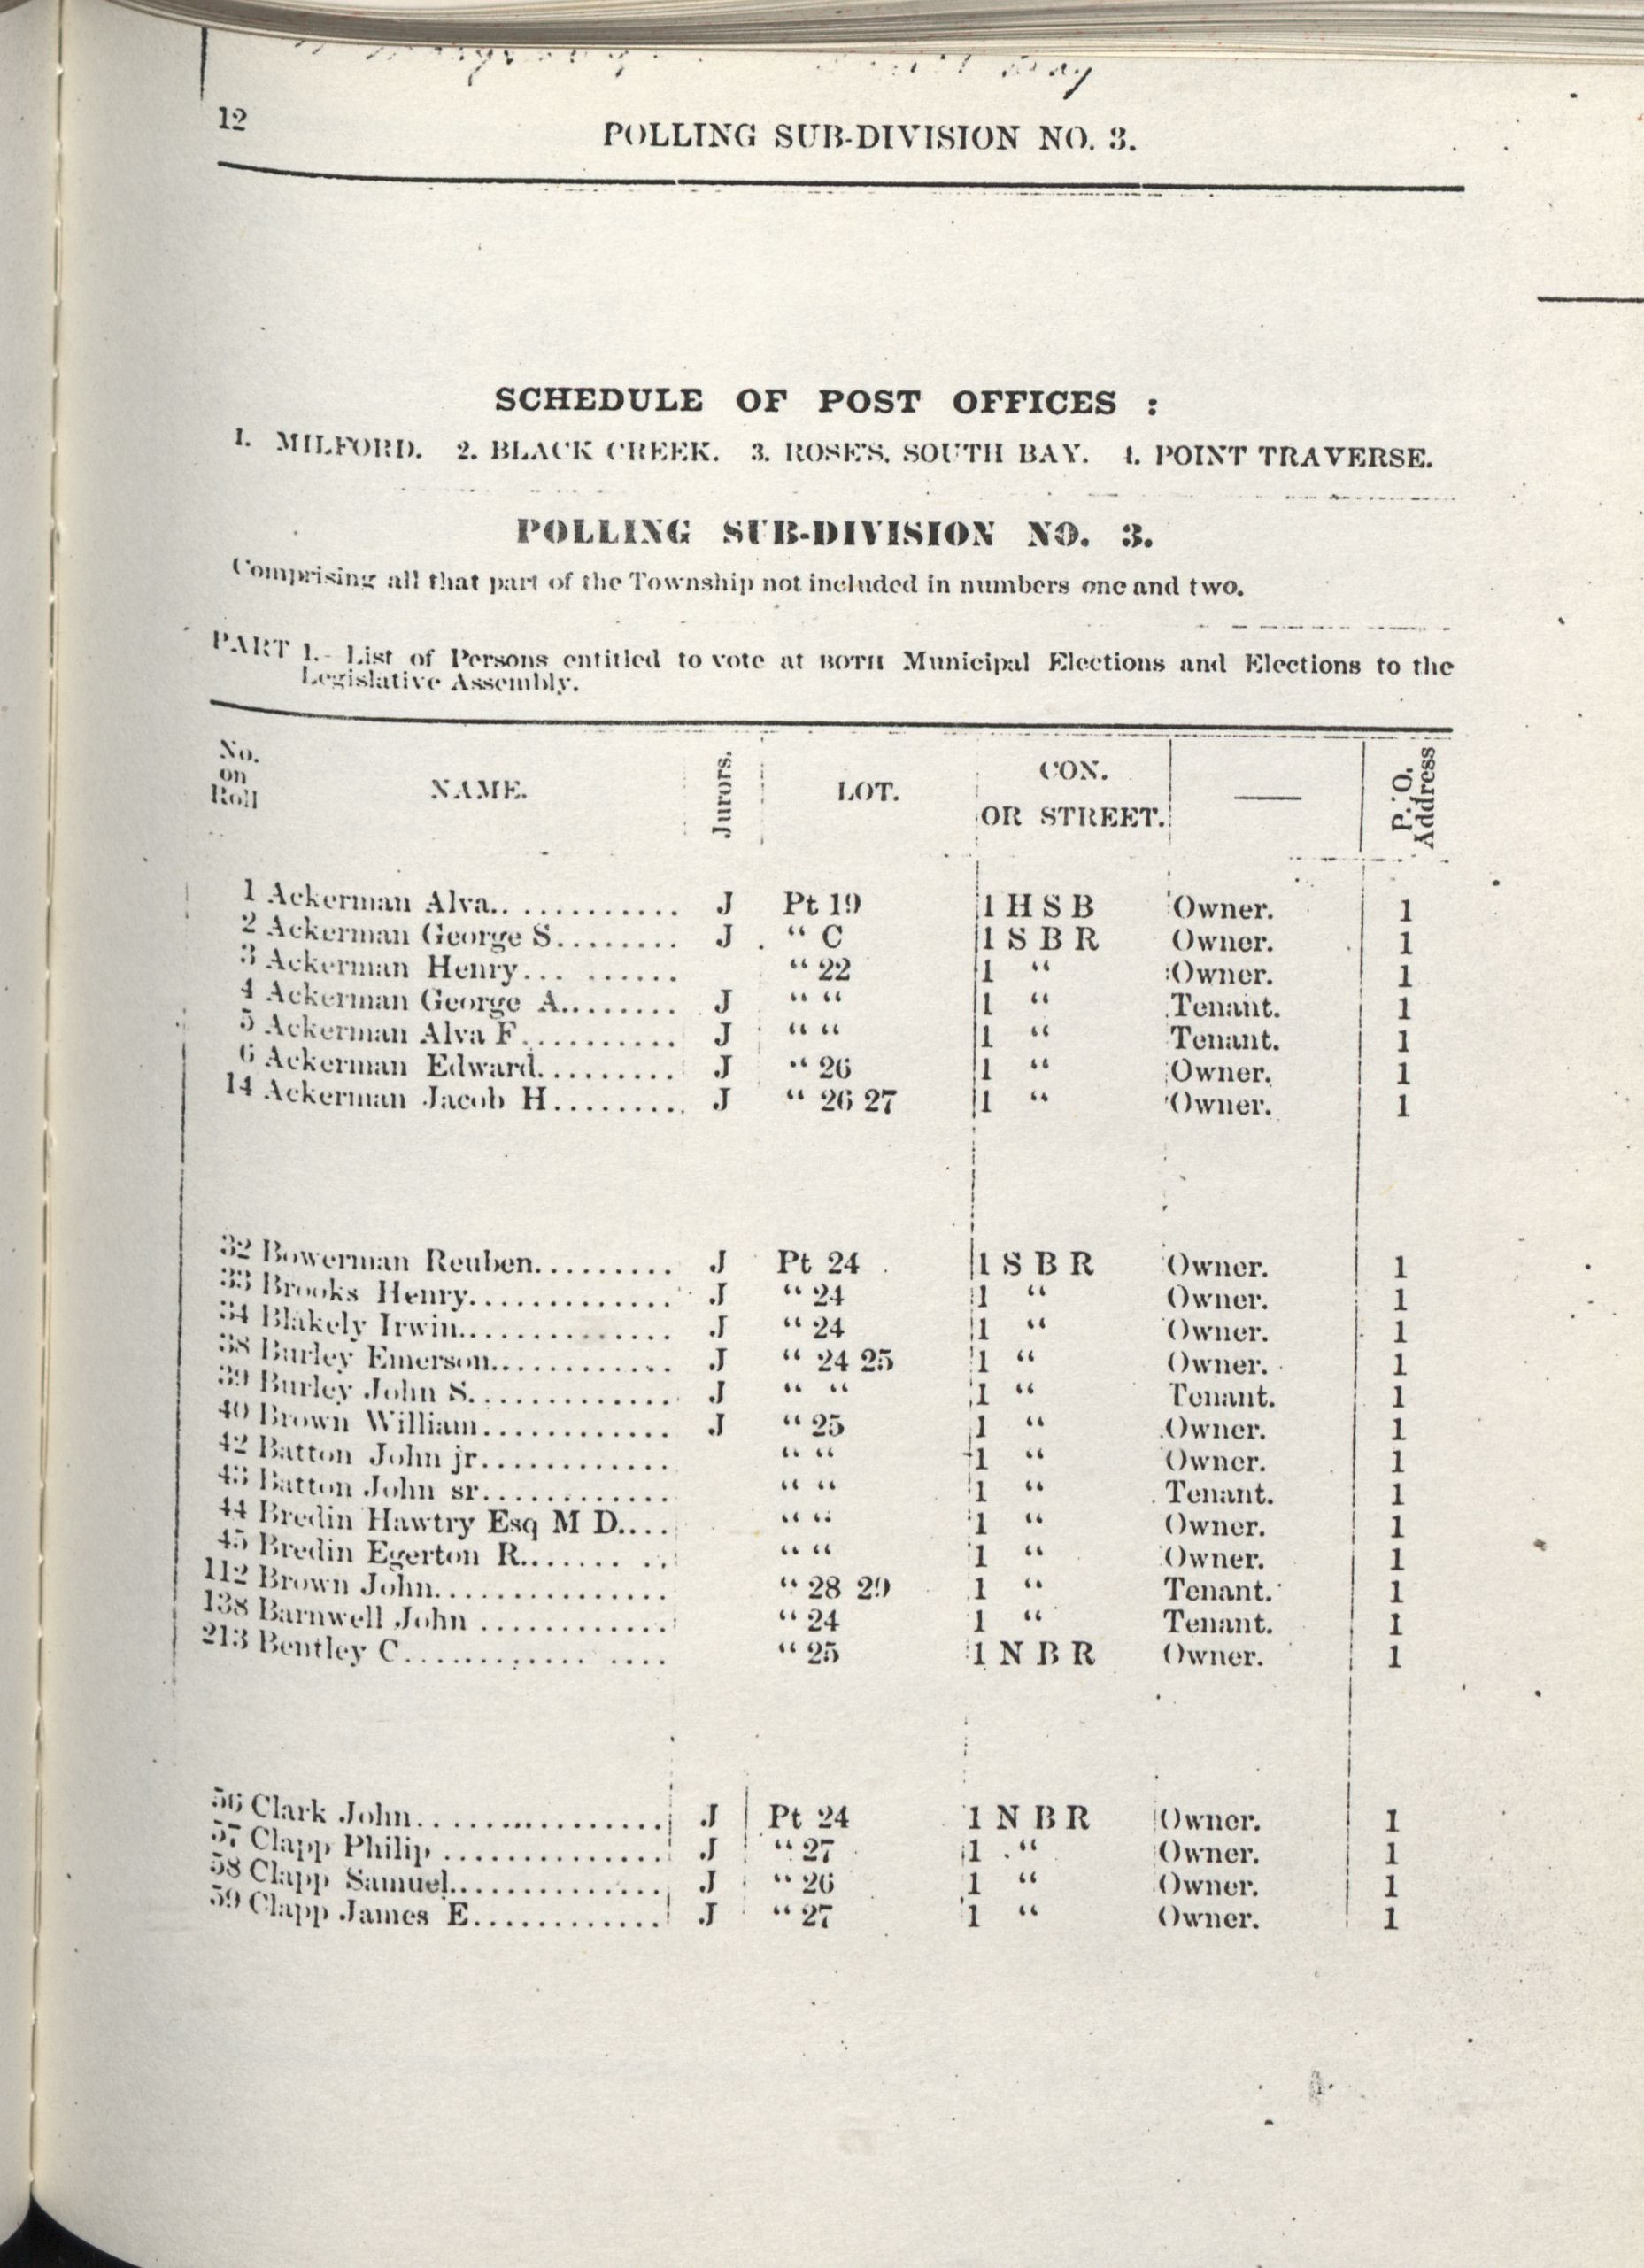 12
POLLING SUB-DIVISION NO. 3.
SCHEDULE OF POST OFFICES :
1. MILFORD. 2. BLACK CREEK. 3. ROSE'S, SOUTH BAY. 4. POINT TRAVERSE.
POLLING SUB-DIVISION NO. 3.
Comprising all that part of the Township not included in numbers one and two.
PART 1.- List of Persons entitled to vote at BOTH Municipal Elections and Elections to the
Legislative Assembly.
No. on Roll NAME. Jurors. LOT. CON. OR STREET. — P. O. Address
1 Ackerman Alva.. ........... J Pt 19 1 H S B Owner. 1
2 Ackerman George S........ J “ C 1 S B R Owner. 1
3 Ackerman Henry... ...... “ 22 1 “ Owner. 1
4 Ackerman George A........ J “ “ 1 “ Tenant. 1
5 Ackerman Alva F.......... J “ “ 1 “ Tenant. 1
6 Ackerman Edward......... J “ 26 1 “ Owner. 1
14 Ackerman Jacob H......... J “ 26 27 1 “ Owner. 1
32 Bowerman Reuben......... J Pt 24 1 S B R Owner. 1
33 Brooks Henry............. J “ 24 1 “ Owner. 1
34 Blakely Irwin.............. J “ 24 1 “ Owner. 1
38 Burley Emerson............ J “ 24 25 1 “ Owner. 1
39 Burley John S............. J “ “ 1 “ Tenant. 1
40 Brown William............ J “ 25 1 “ Owner. 1
42 Batton John jr............ “ “ 1 “ Owner. 1
43 Batton John sr............ “ “ 1 “ Tenant. 1
44 Bredin Hawtry Esq M D.... “ “ 1 “ Owner. 1
45 Bredin Egerton R....... .. “ “ 1 “ Owner. 1
112 Brown John............... “ 28 29 1 “ Tenant. 1
138 Barnwell John ............ “ 24 1 “ Tenant. 1
213 Bentley C............ .... “ 25 1 N B R Owner. 1
56 Clark John................ J Pt 24 1 N B R Owner. 1
57 Clapp Philip .............. J “ 27 1 “ Owner. 1
58 Clapp Samuel.............. J “ 26 1 “ Owner. 1
59 Clapp James E............. J “ 27 1 “ Owner. 1